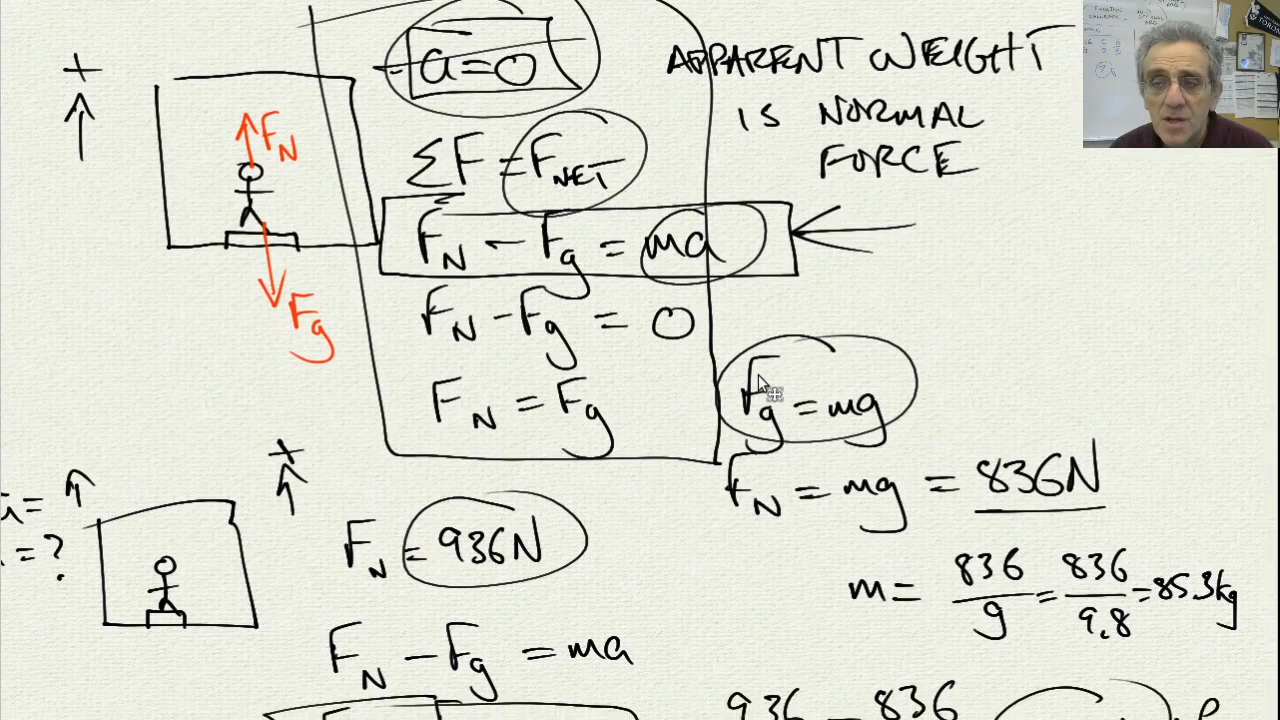 a=0
APPARENT WEIGHT
IS NORMAL
FORCE
+
F_N
ΣF = F_NET
F_N - F_g = ma
F_g
F_N - F_g = 0
F_N = F_g
F_g = mg
F_N = mg = 836N
+
= ?
F_N = 936N
m = 836/g = 836/9.8 = 85.3kg
F_N - F_g = ma
936 - 836